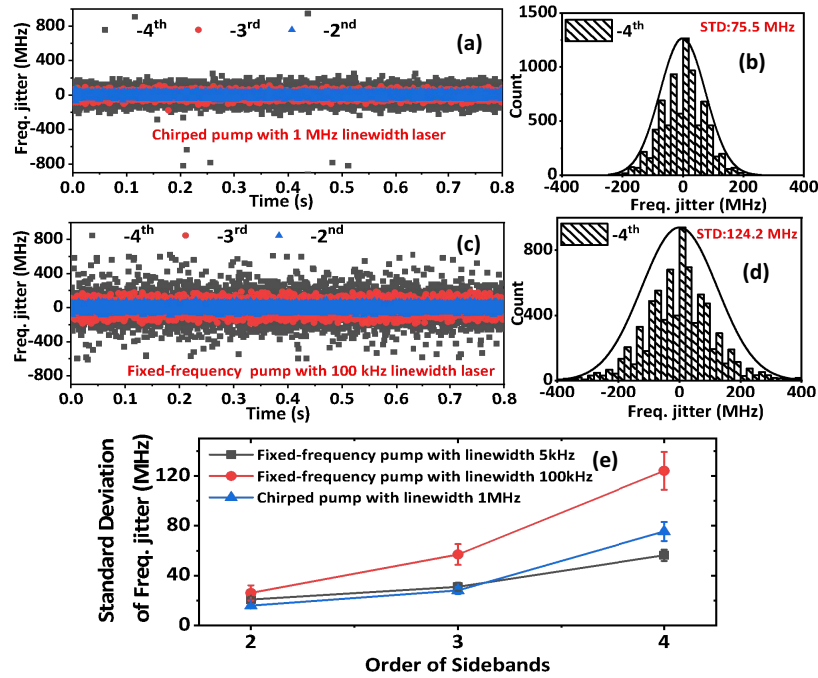 -4th -3rd -2nd
(a)
800
400
0
-400
-800
Freq. jitter (MHz)
Chirped pump with 1 MHz linewidth laser
0.0 0.1 0.2 0.3 0.4 0.5 0.6 0.7 0.8
Time (s)
-4th
STD:75.5 MHz
(b)
1500
1200
900
600
300
0
Count
-400 -200 0 200 400
Freq. jitter (MHz)
-4th -3rd -2nd
(c)
800
400
0
-400
-800
Freq. jitter (MHz)
Fixed-frequency pump with 100 kHz linewidth laser
0.0 0.1 0.2 0.3 0.4 0.5 0.6 0.7 0.8
Time (s)
-4th
STD:124.2 MHz
(d)
800
400
0
Count
-400 -200 0 200 400
Freq. jitter (MHz)
(e)
Fixed-frequency pump with linewidth 5kHz
Fixed-frequency pump with linewidth 100kHz
Chirped pump with linewidth 1MHz
Standard Deviation
of Freq. jitter (MHz)
120
80
40
0
2 3 4
Order of Sidebands